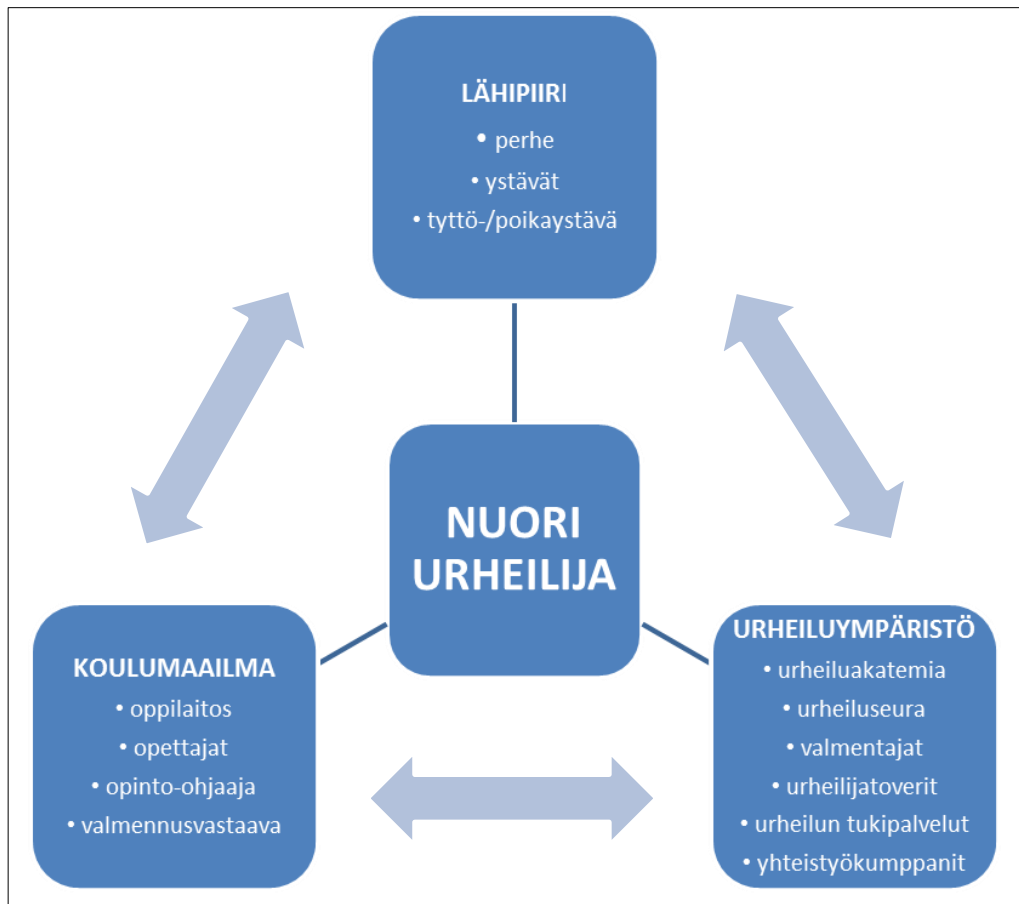 LÄHIPIIRI
• perhe
• ystävät
• tyttö-/poikaystävä
NUORI
URHEILIJA
KOULUMAAILMA
• oppilaitos
• opettajat
• opinto-ohjaaja
• valmennusvastaava
URHEILUYMPÄRISTÖ
• urheiluakatemia
• urheiluseura
• valmentajat
• urheilijatoverit
• urheilun tukipalvelut
• yhteistyökumppanit